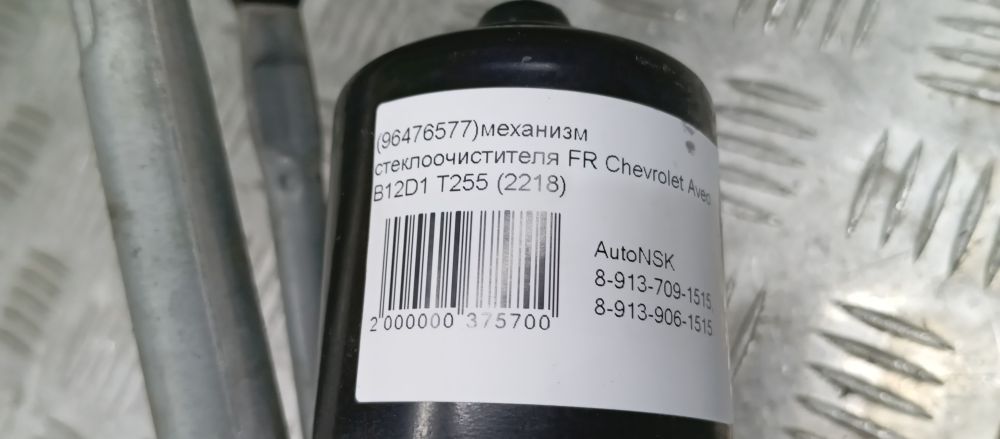 (96476577)механизм
стеклоочистителя FR Chevrolet Aveo
B12D1 T255 (2218)
AutoNSK
8-913-709-1515,
8-913-906-1515
2 000000 375700